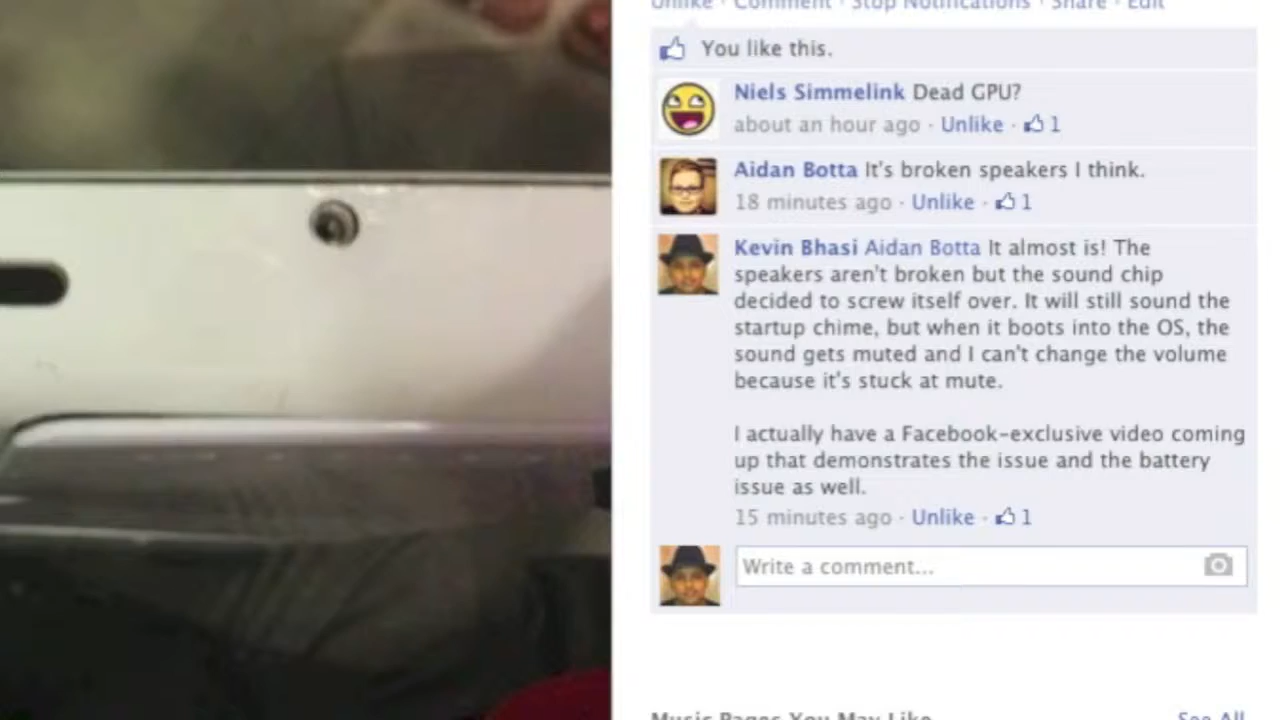 Unlike · Comment · Stop Notifications · Share · Edit
You like this.
Niels Simmelink Dead GPU?
about an hour ago · Unlike · 1
Aidan Botta It's broken speakers I think.
18 minutes ago · Unlike · 1
Kevin Bhasi Aidan Botta It almost is! The
speakers aren't broken but the sound chip
decided to screw itself over. It will still sound the
startup chime, but when it boots into the OS, the
sound gets muted and I can't change the volume
because it's stuck at mute.
I actually have a Facebook-exclusive video coming
up that demonstrates the issue and the battery
issue as well.
15 minutes ago · Unlike · 1
Write a comment...
Music Pages You May Like
See All